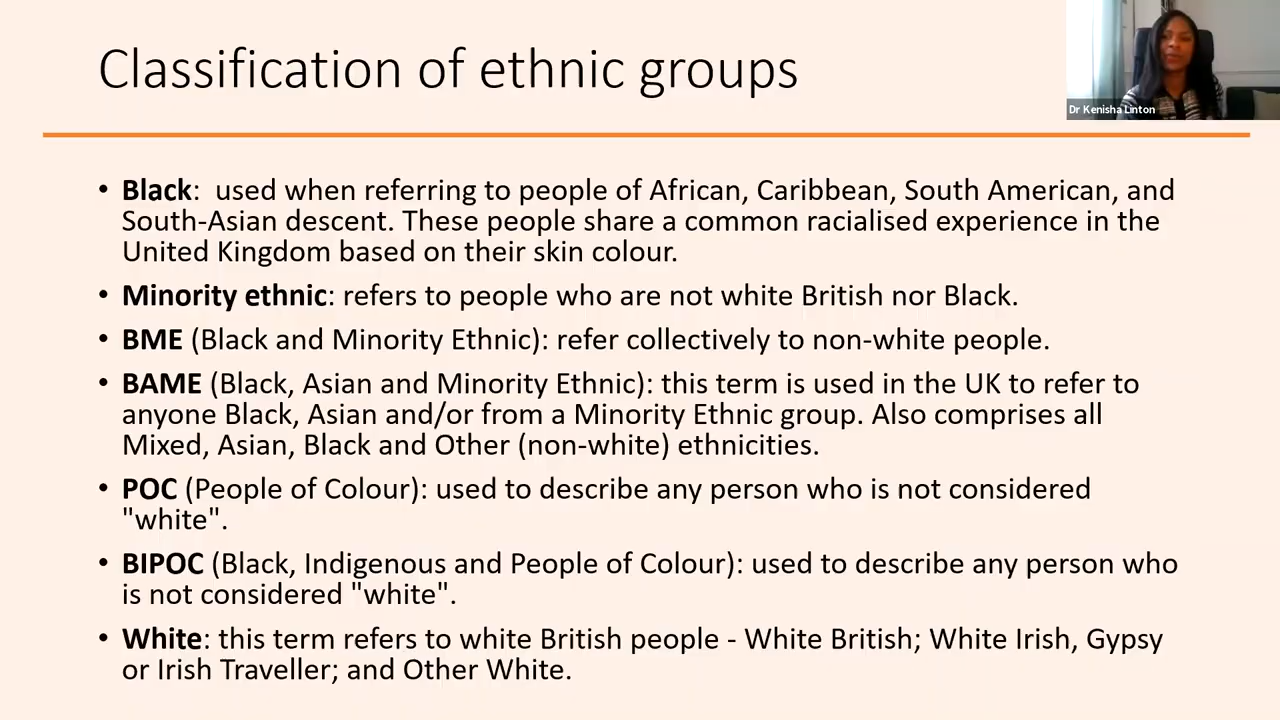 Classification of ethnic groups
Dr Kenisha Linton
• Black:  used when referring to people of African, Caribbean, South American, and
South-Asian descent. These people share a common racialised experience in the
United Kingdom based on their skin colour.
• Minority ethnic: refers to people who are not white British nor Black.
• BME (Black and Minority Ethnic): refer collectively to non-white people.
• BAME (Black, Asian and Minority Ethnic): this term is used in the UK to refer to
anyone Black, Asian and/or from a Minority Ethnic group. Also comprises all
Mixed, Asian, Black and Other (non-white) ethnicities.
• POC (People of Colour): used to describe any person who is not considered
"white".
• BIPOC (Black, Indigenous and People of Colour): used to describe any person who
is not considered "white".
• White: this term refers to white British people - White British; White Irish, Gypsy
or Irish Traveller; and Other White.